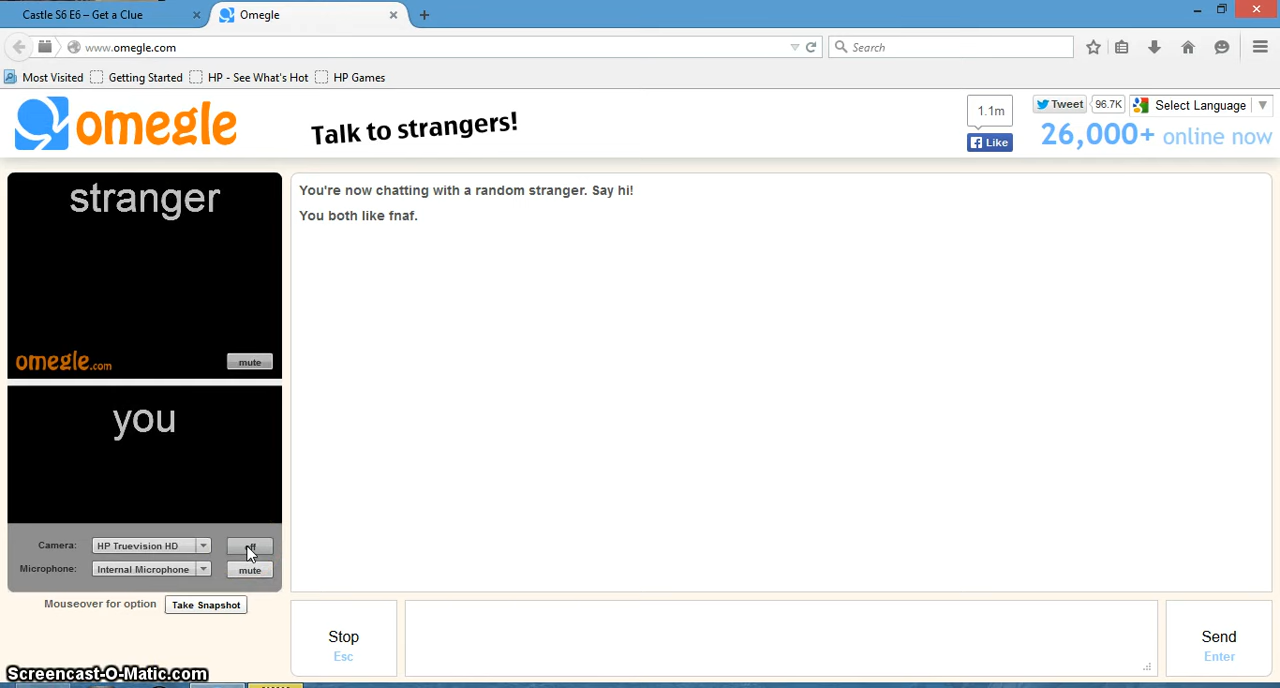 Castle S6 E6 – Get a Clue
Omegle
www.omegle.com
Search
Most Visited
Getting Started
HP - See What's Hot
HP Games
omegle
Talk to strangers!
1.1m
Like
Tweet
96.7K
Select Language
26,000+ online now
stranger
omegle.com
mute
you
Camera:
HP Truevision HD
Microphone:
Internal Microphone
mute
Mouseover for option
Take Snapshot
You're now chatting with a random stranger. Say hi!
You both like fnaf.
Stop
Esc
Send
Enter
Screencast-O-Matic.com